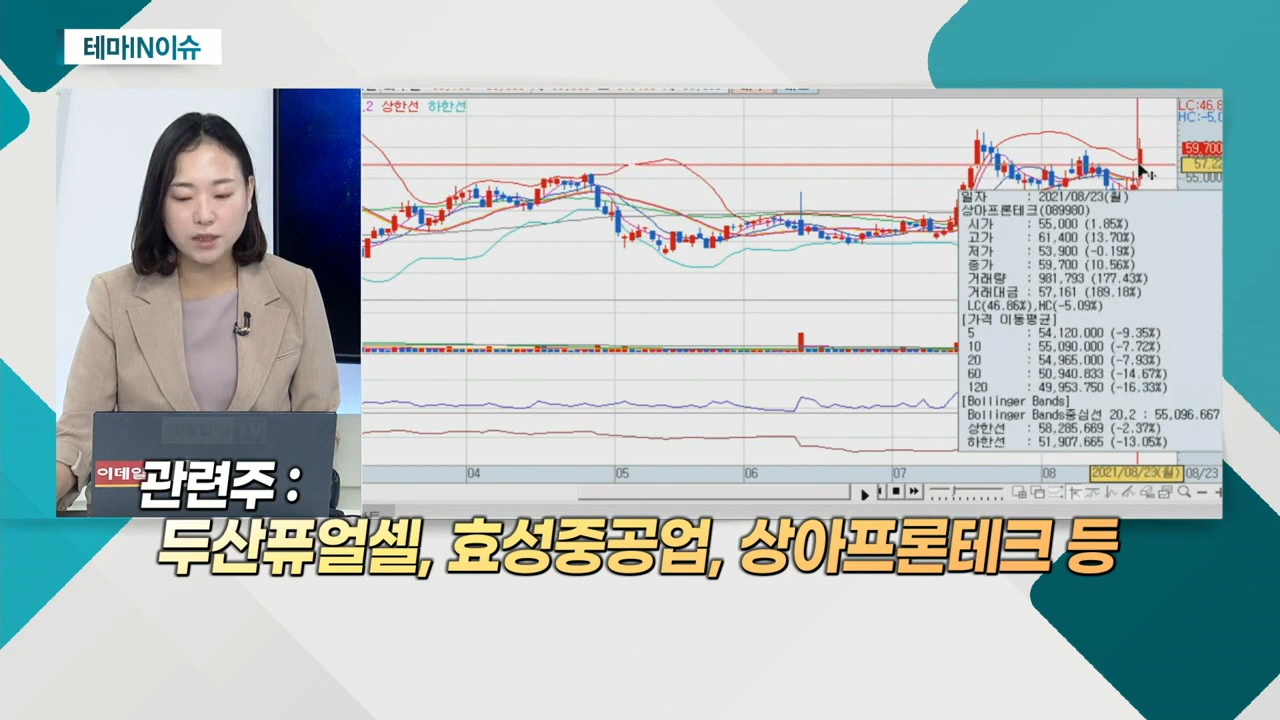 테마IN이슈
,2 상한선 하한선
LC:46,8
HC:-5,0
59,700
57,22
55,000
일자 : 2021/08/23(월)
상아프론테크(089980)
시가 : 55,000 (1.85%)
고가 : 61,400 (13.70%)
저가 : 53,900 (-0.19%)
종가 : 59,700 (10.56%)
거래량 : 981,793 (177.43%)
거래대금 : 57,161 (189.18%)
LC(46.86%),HC(-5.09%)
[가격 이동평균]
5 : 54,120.000 (-9.35%)
10 : 55,090.000 (-7.72%)
20 : 54,965.000 (-7.93%)
60 : 50,940.833 (-14.67%)
120 : 49,953.750 (-16.33%)
[Bollinger Bands]
Bollinger Bands중심선 20,2 : 55,096.667
상한선 : 58,285.669 (-2.37%)
하한선 : 51,907.665 (-13.05%)
04 05 06 07 08 2021/08/23(월) 08/23
이데일
관련주 :
두산퓨얼셀, 효성중공업, 상아프론테크 등